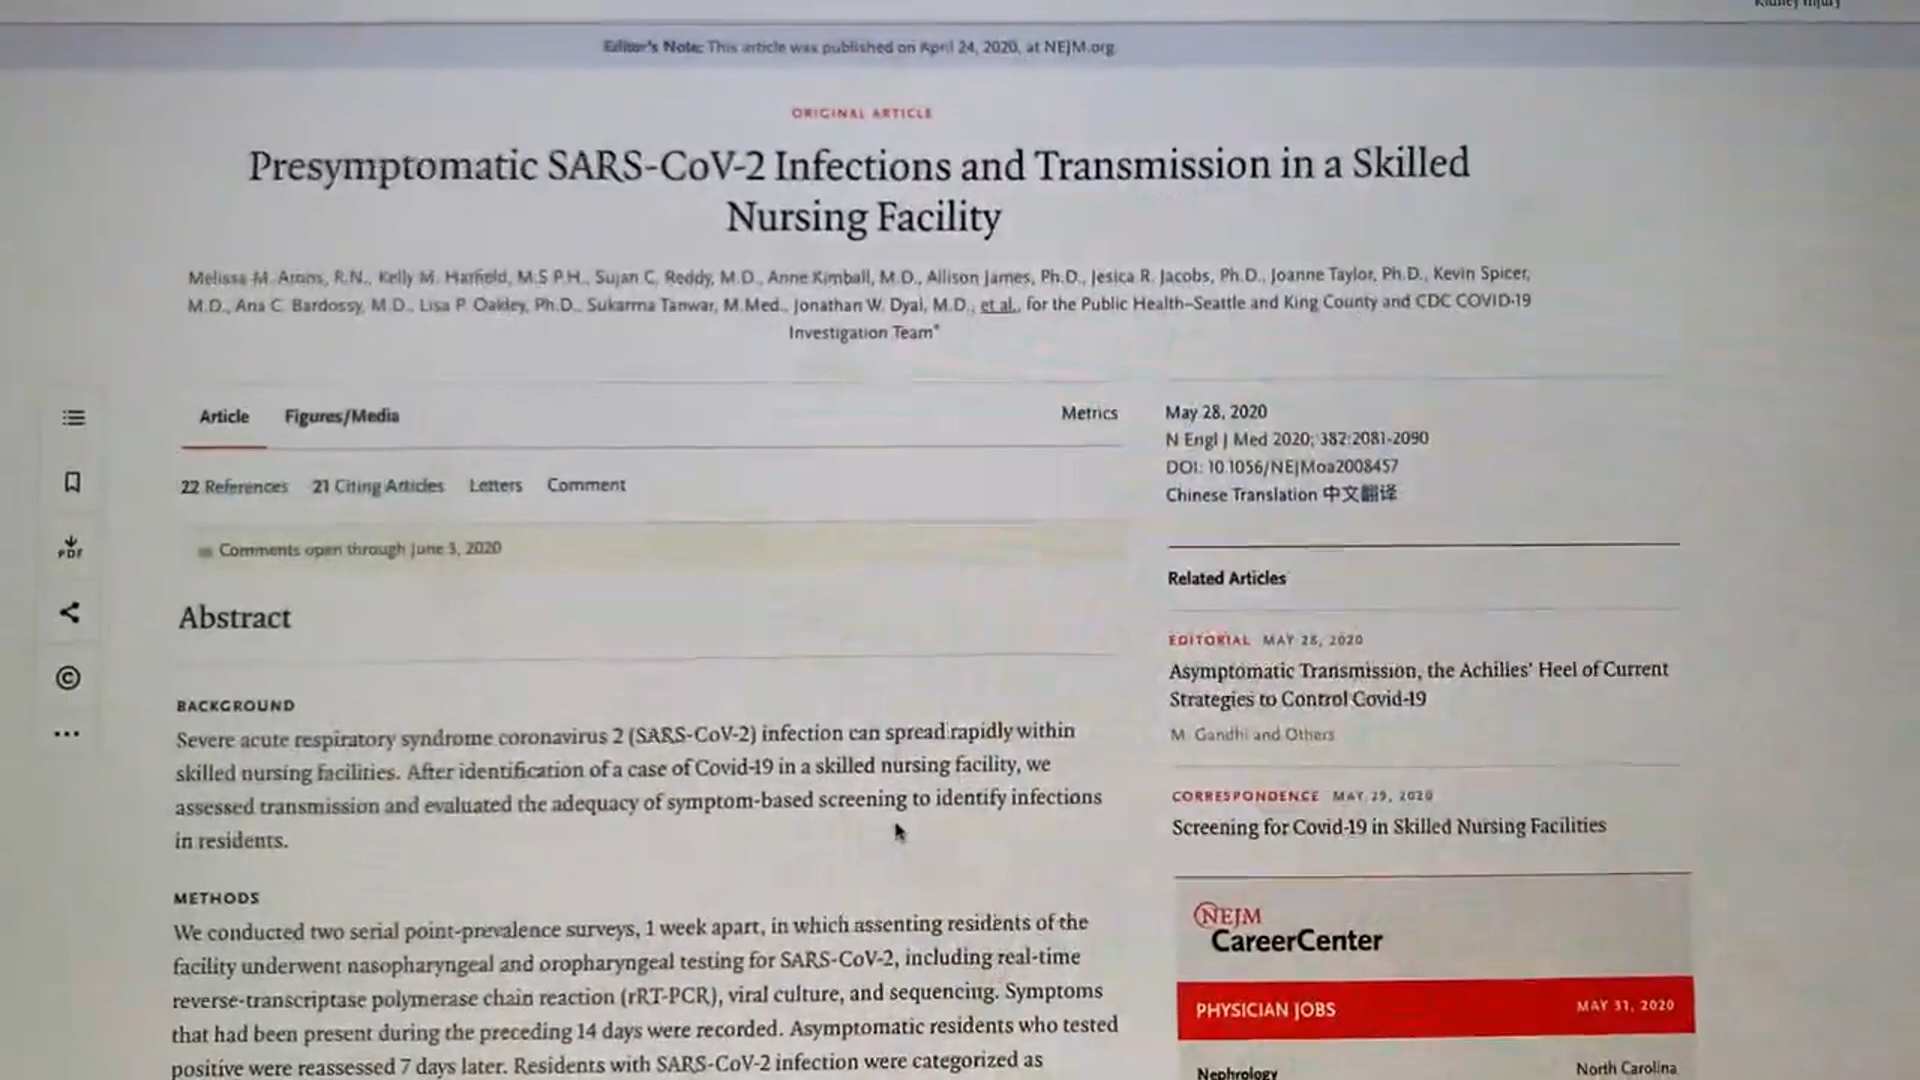 Kidney Injury
Editor's Note: This article was published on April 24, 2020, at NEJM.org.
ORIGINAL ARTICLE
Presymptomatic SARS-CoV-2 Infections and Transmission in a Skilled
Nursing Facility
Melissa M. Arons, R.N., Kelly M. Hatfield, M.S.P.H., Sujan C. Reddy, M.D., Anne Kimball, M.D., Allison James, Ph.D., Jesica R. Jacobs, Ph.D., Joanne Taylor, Ph.D., Kevin Spicer,
M.D., Ana C. Bardossy, M.D., Lisa P. Oakley, Ph.D., Sukarma Tanwar, M.Med., Jonathan W. Dyal, M.D., et al., for the Public Health–Seattle and King County and CDC COVID-19
Investigation Team*
Article Figures/Media Metrics
22 References 21 Citing Articles Letters Comment
Comments open through June 3, 2020
PDF
Abstract
BACKGROUND
Severe acute respiratory syndrome coronavirus 2 (SARS-CoV-2) infection can spread rapidly within
skilled nursing facilities. After identification of a case of Covid-19 in a skilled nursing facility, we
assessed transmission and evaluated the adequacy of symptom-based screening to identify infections
in residents.
METHODS
We conducted two serial point-prevalence surveys, 1 week apart, in which assenting residents of the
facility underwent nasopharyngeal and oropharyngeal testing for SARS-CoV-2, including real-time
reverse-transcriptase polymerase chain reaction (rRT-PCR), viral culture, and sequencing. Symptoms
that had been present during the preceding 14 days were recorded. Asymptomatic residents who tested
positive were reassessed 7 days later. Residents with SARS-CoV-2 infection were categorized as
May 28, 2020
N Engl J Med 2020; 382:2081-2090
DOI: 10.1056/NEJMoa2008457
Chinese Translation 中文翻译
Related Articles
EDITORIAL MAY 28, 2020
Asymptomatic Transmission, the Achilles' Heel of Current
Strategies to Control Covid-19
M. Gandhi and Others
CORRESPONDENCE MAY 29, 2020
Screening for Covid-19 in Skilled Nursing Facilities
NEJM
CareerCenter
PHYSICIAN JOBS MAY 31, 2020
Nephrology North Carolina